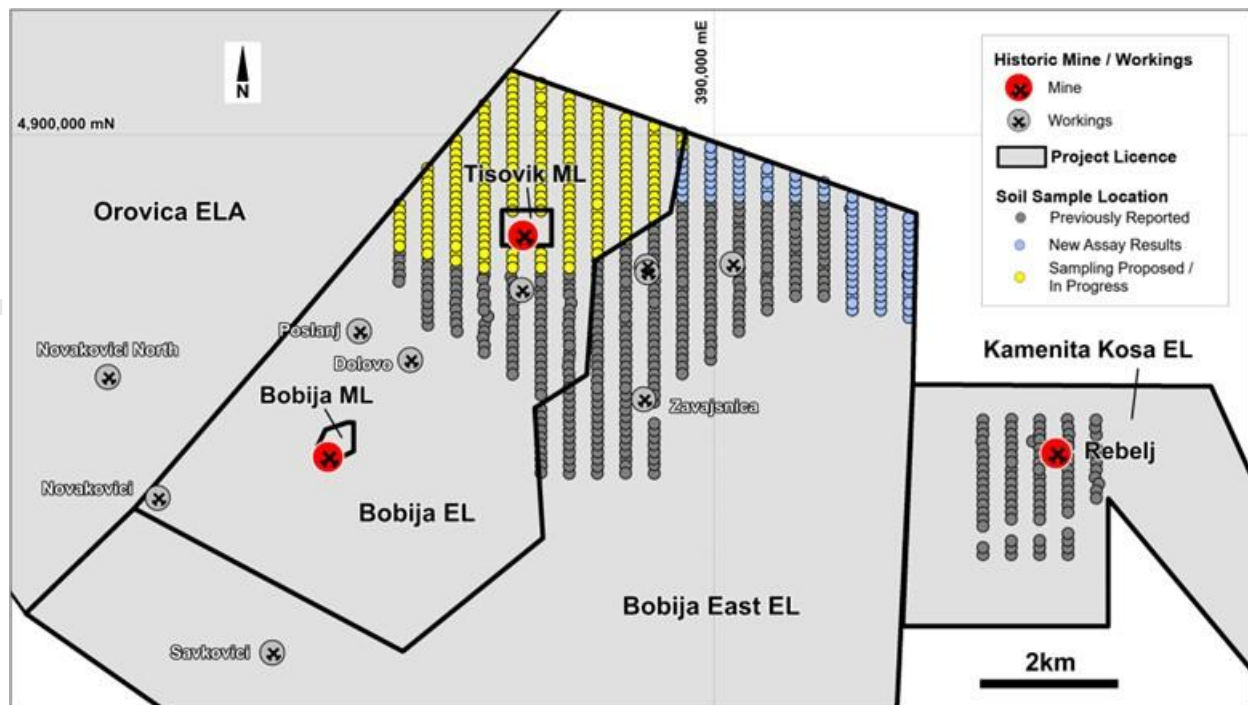 390,000 mE
N
4,900,000 mN
Historic Mine / Workings
Mine
Workings
Project Licence
Soil Sample Location
Previously Reported
New Assay Results
Sampling Proposed /
In Progress
Tisovik ML
Orovica ELA
Poslanj
Novakovici North
Dolovo
Kamenita Kosa EL
Bobija ML
Zavajsnica
Rebelj
Novakovici
Bobija EL
Bobija East EL
Savkovici
2km